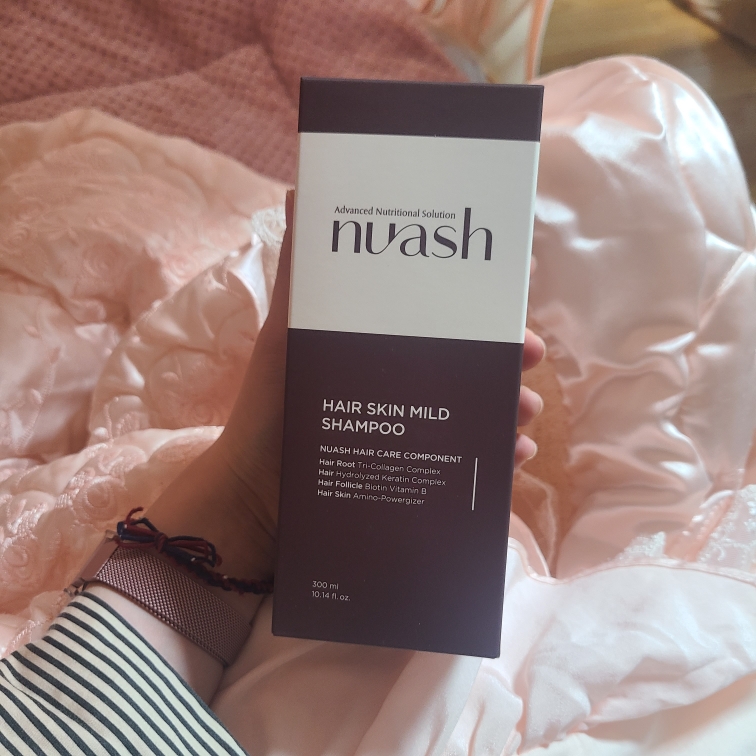 Advanced Nutritional Solution
nuash
HAIR SKIN MILD
SHAMPOO
NUASH HAIR CARE COMPONENT
Hair Root Tri-Collagen Complex
Hair Hydrolyzed Keratin Complex
Hair Follicle Biotin Vitamin B
Hair Skin Amino-Powergizer
300 ml
10.14 fl. oz.